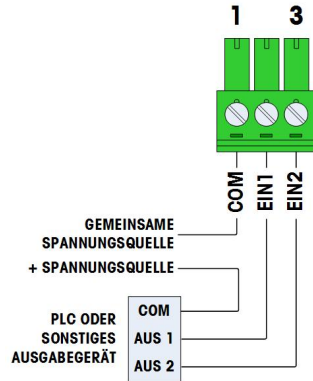 1 3
COM
EIN1
EIN2
GEMEINSAME
SPANNUNGSQUELLE
+ SPANNUNGSQUELLE
PLC ODER
SONSTIGES
AUSGABEGERÄT
COM
AUS 1
AUS 2